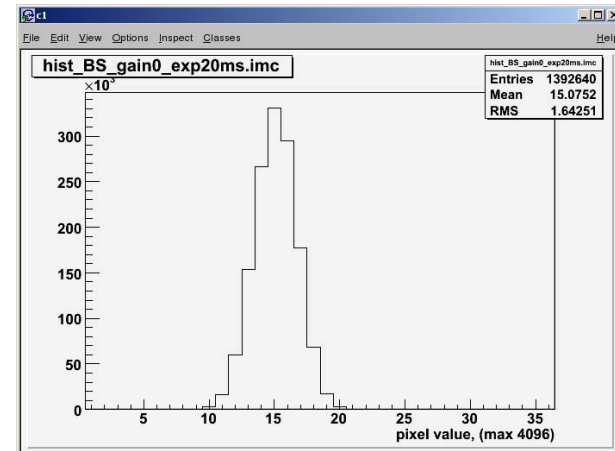 c1
File Edit View Options Inspect Classes Help
hist_BS_gain0_exp20ms.imc
hist_BS_gain0_exp20ms.imc
Entries 1392640
Mean 15.0752
RMS 1.64251
×10³
300
250
200
150
100
50
0
5 10 15 20 25 30 35
pixel value, (max 4096)